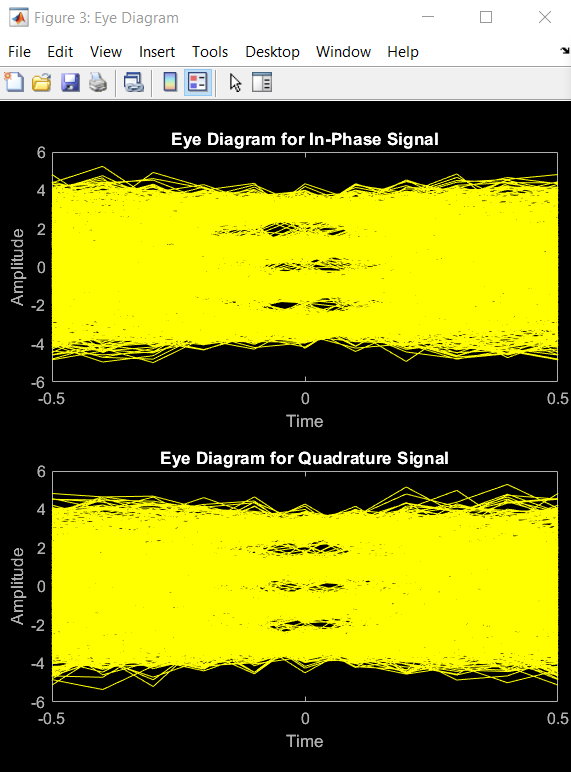 Figure 3: Eye Diagram
File Edit View Insert Tools Desktop Window Help
Eye Diagram for In-Phase Signal
6
4
2
0
-2
-4
-6
Amplitude
-0.5 0 0.5
Time
Eye Diagram for Quadrature Signal
6
4
2
0
-2
-4
-6
Amplitude
-0.5 0 0.5
Time